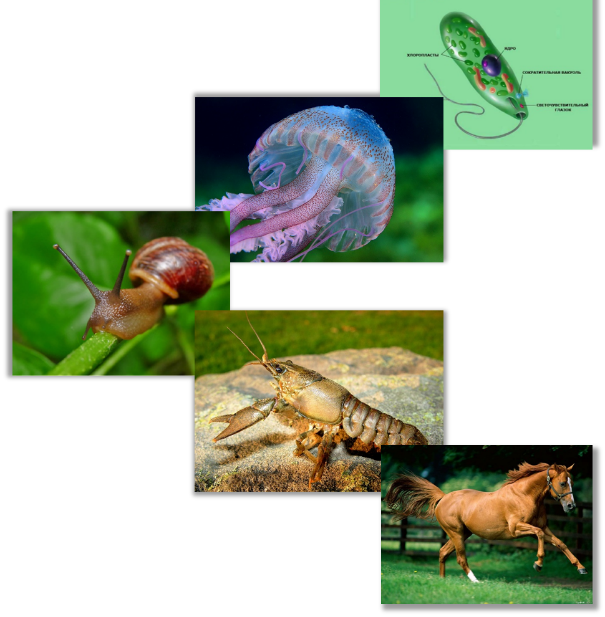 ЯДРО
ХЛОРОПЛАСТЫ
СОКРАТИТЕЛЬНАЯ ВАКУОЛЬ
СВЕТОЧУВСТВИТЕЛЬНЫЙ
ГЛАЗОК